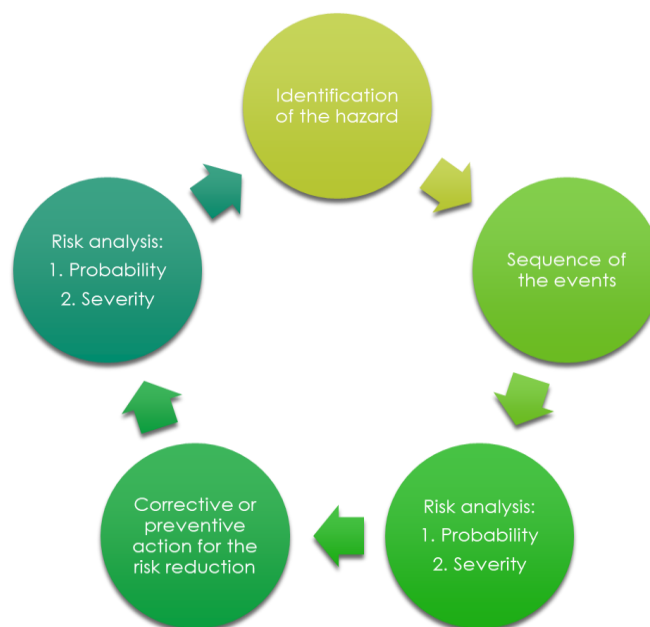 Identification
of the hazard
Sequence of
the events
Risk analysis:
1. Probability
2. Severity
Corrective or
preventive
action for the
risk reduction
Risk analysis:
1. Probability
2. Severity